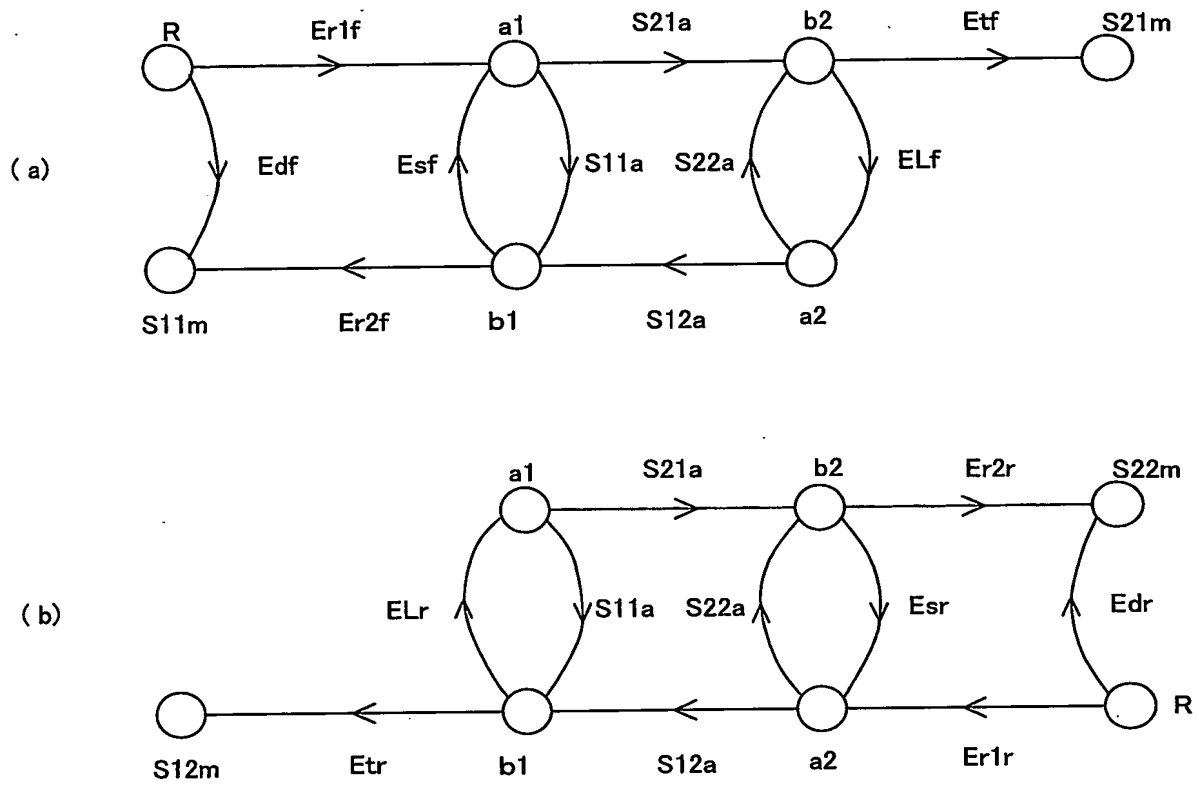 R Er1f a1 S21a b2 Etf S21m
(a) Edf Esf S11a S22a ELf
S11m Er2f b1 S12a a2
a1 S21a b2 Er2r S22m
(b) ELr S11a S22a Esr Edr
R
S12m Etr b1 S12a a2 Er1r